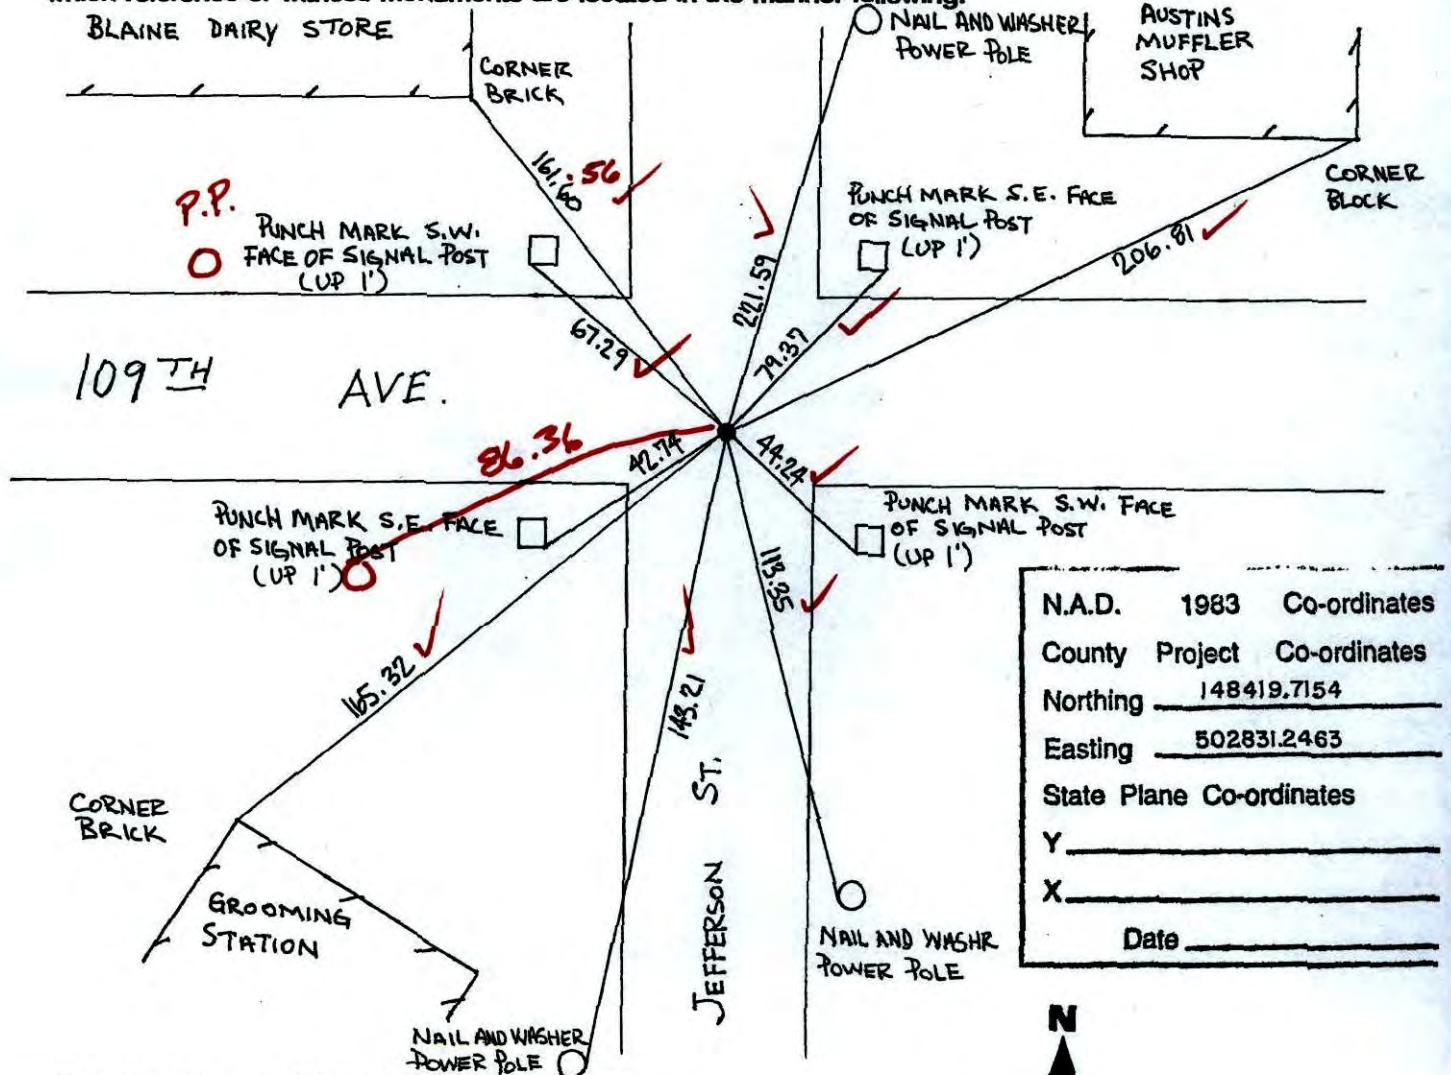 BLAINE DAIRY STORE
CORNER
BRICK
NAIL AND WASHER
POWER POLE
AUSTINS
MUFFLER
SHOP
CORNER
BLOCK
161.60
.56
P.P.
PUNCH MARK S.W.
FACE OF SIGNAL POST
(UP 1')
PUNCH MARK S.E. FACE
OF SIGNAL POST
(UP 1')
221.59
206.81
67.29
79.37
109TH AVE.
86.36
42.74
44.24
PUNCH MARK S.E. FACE
OF SIGNAL POST
(UP 1')
PUNCH MARK S.W. FACE
OF SIGNAL POST
(UP 1')
113.35
165.32
143.21
JEFFERSON ST.
CORNER
BRICK
GROOMING
STATION
NAIL AND WASHR
POWER POLE
NAIL AND WASHER
POWER POLE
N.A.D. 1983 Co-ordinates
County Project Co-ordinates
Northing 148419.7154
Easting 502831.2463
State Plane Co-ordinates
Y
X
Date
N